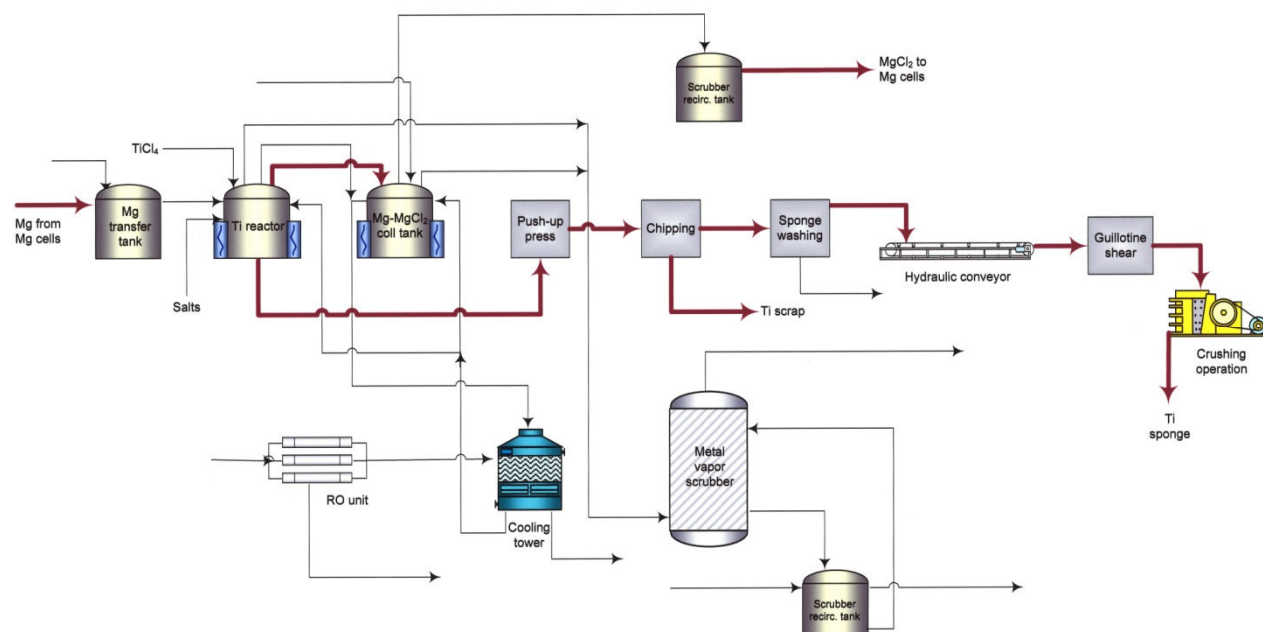 Scrubber
recirc. tank
MgCl₂ to
Mg cells
TiCl₄
Mg from
Mg cells
Mg
transfer
tank
Ti reactor
Mg-MgCl₂
coll tank
Salts
Push-up
press
Chipping
Sponge
washing
Hydraulic conveyor
Guillotine
shear
Ti scrap
Crushing
operation
Ti
sponge
RO unit
Cooling
tower
Metal
vapor
scrubber
Scrubber
recirc. tank